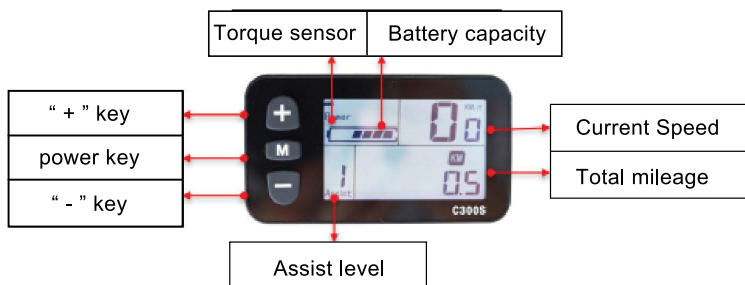 Torque sensor
Battery capacity
“ + ” key
power key
“ - ” key
M
Power
KM/H
00
KM
0.5
1
Assist
C300S
Current Speed
Total mileage
Assist level